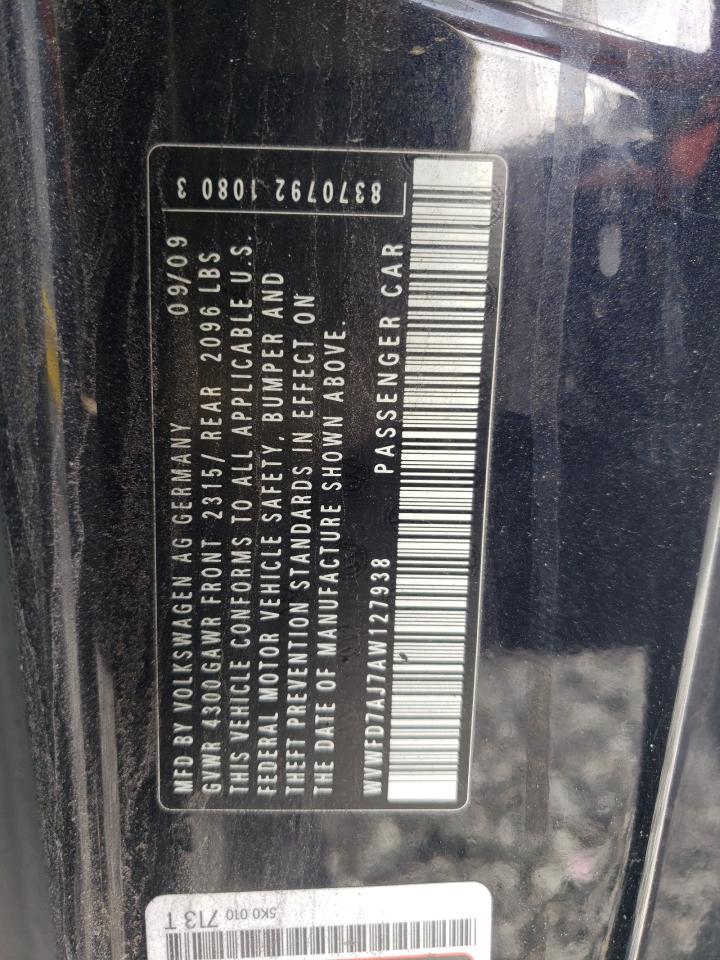 MFD BY VOLKSWAGEN AG GERMANY 09/09
GVWR 4300 GAWR FRONT 2315/ REAR 2096 LBS
THIS VEHICLE CONFORMS TO ALL APPLICABLE U.S.
FEDERAL MOTOR VEHICLE SAFETY, BUMPER AND
THEFT PREVENTION STANDARDS IN EFFECT ON
THE DATE OF MANUFACTURE SHOWN ABOVE.
WVWFD7AJ7AW127938 PASSENGER CAR
8370792 1080 3
5K0 010 713 T